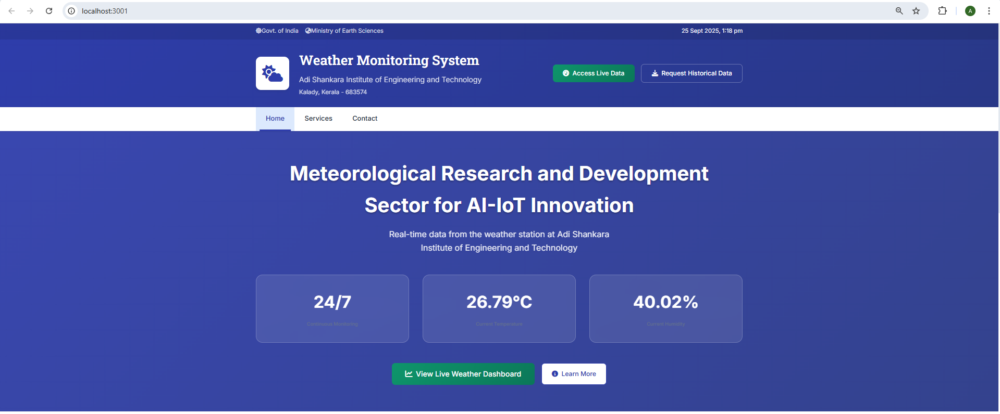 localhost:3001
A
Govt. of India Ministry of Earth Sciences 25 Sept 2025, 1:18 pm
Weather Monitoring System
Adi Shankara Institute of Engineering and Technology
Kalady, Kerala - 683574
Access Live Data Request Historical Data
Home Services Contact
Meteorological Research and Development
Sector for AI-IoT Innovation
Real-time data from the weather station at Adi Shankara
Institute of Engineering and Technology
24/7 26.79°C 40.02%
Continuous Monitoring Current Temperature Current Humidity
View Live Weather Dashboard Learn More